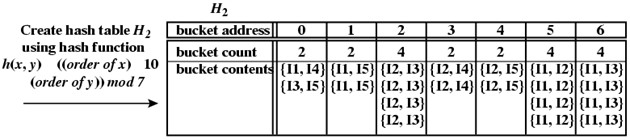 H2
Create hash table H2
using hash function
h(x, y) ((order of x) 10
(order of y)) mod 7
bucket address 0 1 2 3 4 5 6
bucket count 2 2 4 2 2 4 4
bucket contents {I1, I4} {I1, I5} {I2, I3} {I2, I4} {I2, I5} {I1, I2} {I1, I3}
{I3, I5} {I1, I5} {I2, I3} {I2, I4} {I2, I5} {I1, I2} {I1, I3}
{I2, I3} {I1, I2} {I1, I3}
{I2, I3} {I1, I2} {I1, I3}